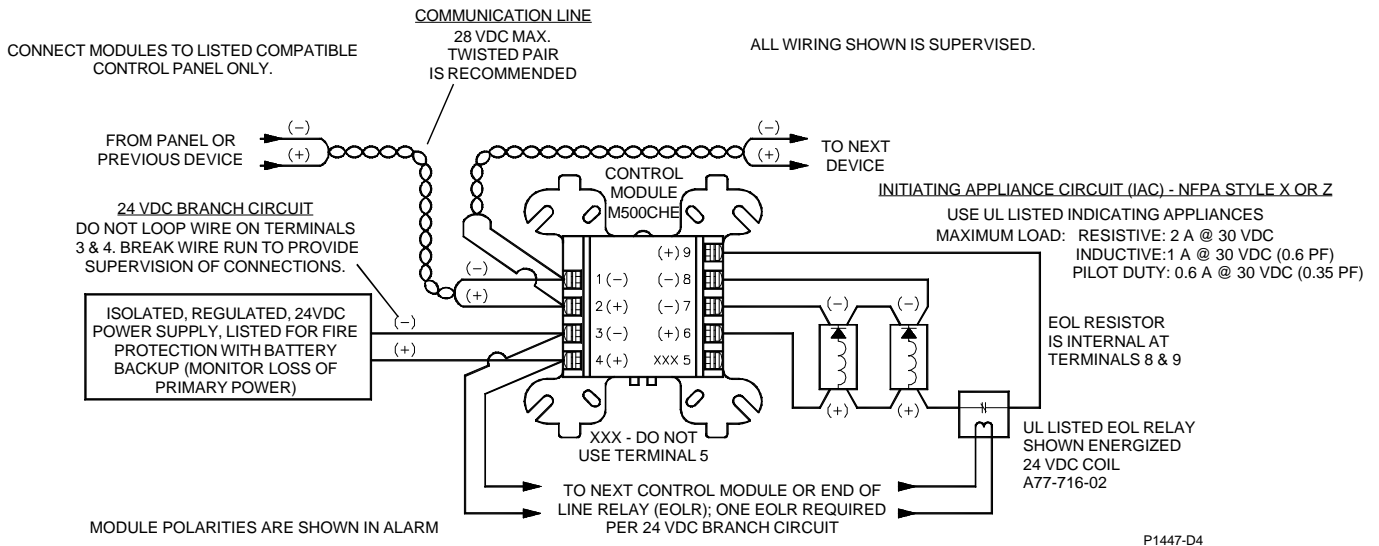 COMMUNICATION LINE
28 VDC MAX.
TWISTED PAIR
IS RECOMMENDED
CONNECT MODULES TO LISTED COMPATIBLE
CONTROL PANEL ONLY.
ALL WIRING SHOWN IS SUPERVISED.
FROM PANEL OR
PREVIOUS DEVICE
(-)
(+)
(-)
(+)
TO NEXT
DEVICE
CONTROL
MODULE
M500CHE
INITIATING APPLIANCE CIRCUIT (IAC) - NFPA STYLE X OR Z
USE UL LISTED INDICATING APPLIANCES
MAXIMUM LOAD: RESISTIVE: 2 A @ 30 VDC
INDUCTIVE:1 A @ 30 VDC (0.6 PF)
PILOT DUTY: 0.6 A @ 30 VDC (0.35 PF)
24 VDC BRANCH CIRCUIT
DO NOT LOOP WIRE ON TERMINALS
3 & 4. BREAK WIRE RUN TO PROVIDE
SUPERVISION OF CONNECTIONS.
(-)
(+)
ISOLATED, REGULATED, 24VDC
POWER SUPPLY, LISTED FOR FIRE
PROTECTION WITH BATTERY
BACKUP (MONITOR LOSS OF
PRIMARY POWER)
(-)
(+)
1 (-)
2 (+)
3 (-)
4 (+)
(+) 9
(-) 8
(-) 7
(+) 6
XXX 5
(-)
(-)
(+)
(+)
EOL RESISTOR
IS INTERNAL AT
TERMINALS 8 & 9
UL LISTED EOL RELAY
SHOWN ENERGIZED
24 VDC COIL
A77-716-02
XXX - DO NOT
USE TERMINAL 5
TO NEXT CONTROL MODULE OR END OF
LINE RELAY (EOLR); ONE EOLR REQUIRED
PER 24 VDC BRANCH CIRCUIT
MODULE POLARITIES ARE SHOWN IN ALARM
P1447-D4